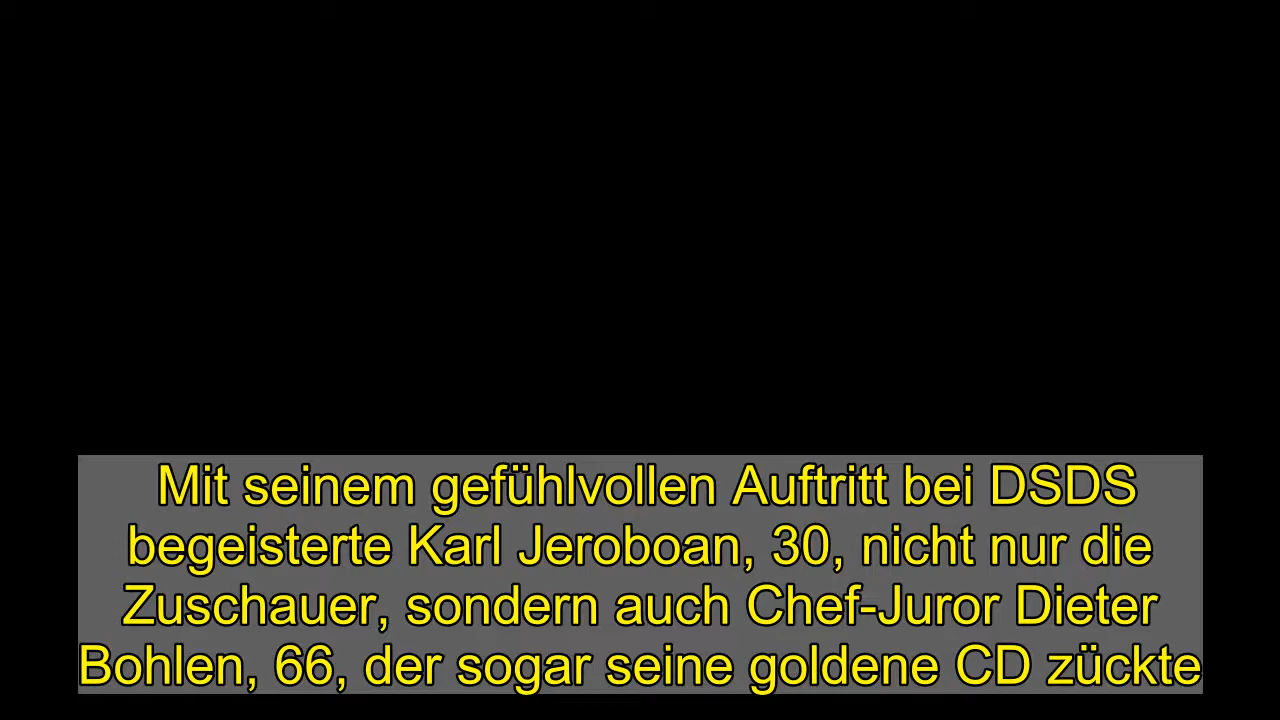 Mit seinem gefühlvollen Auftritt bei DSDS
begeisterte Karl Jeroboan, 30, nicht nur die
Zuschauer, sondern auch Chef-Juror Dieter
Bohlen, 66, der sogar seine goldene CD zückte